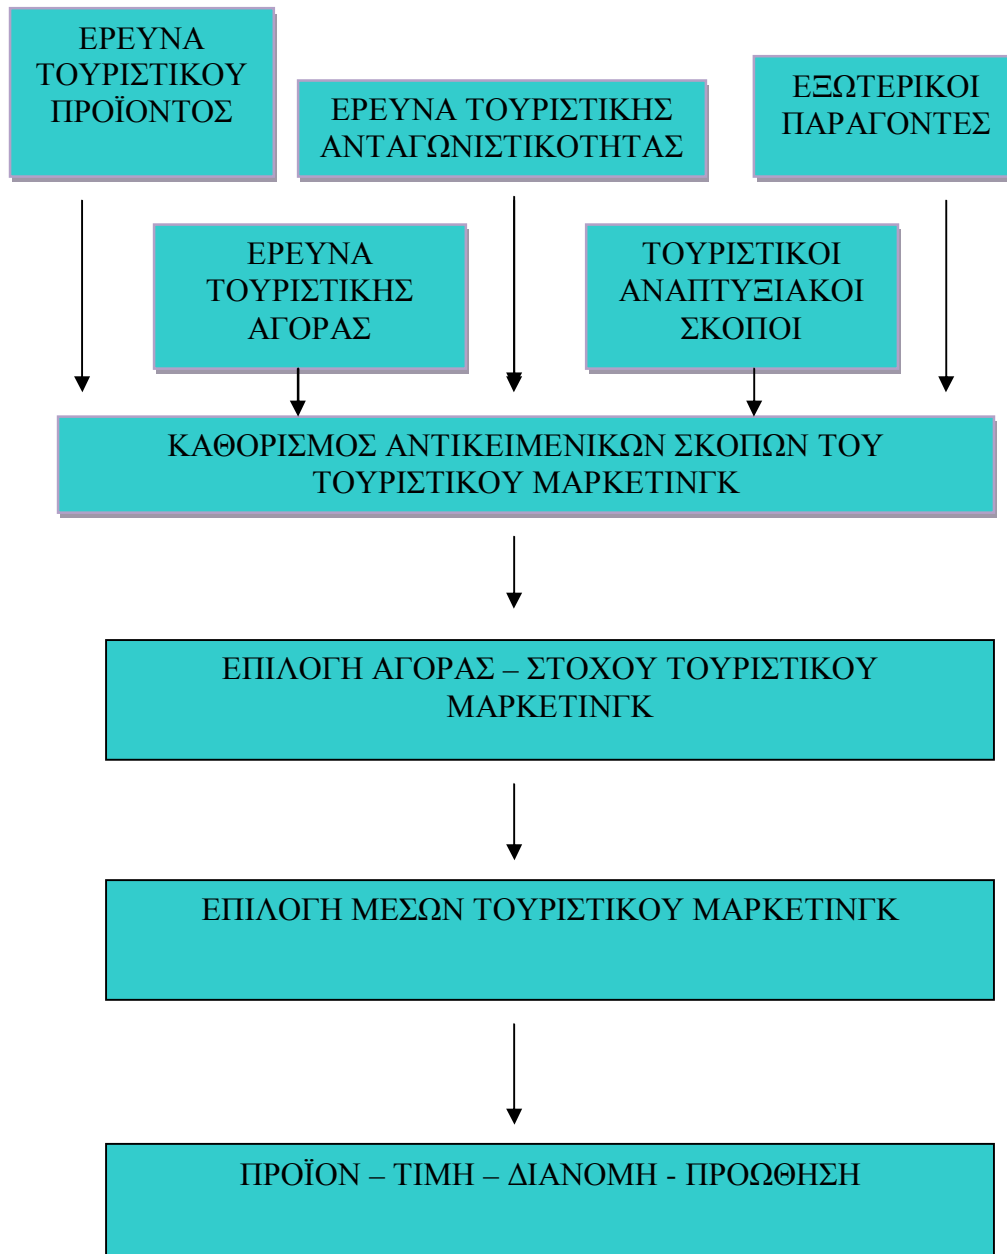 ΕΡΕΥΝΑ
ΤΟΥΡΙΣΤΙΚΟΥ
ΠΡΟΪΟΝΤΟΣ
ΕΡΕΥΝΑ ΤΟΥΡΙΣΤΙΚΗΣ
ΑΝΤΑΓΩΝΙΣΤΙΚΟΤΗΤΑΣ
ΕΞΩΤΕΡΙΚΟΙ
ΠΑΡΑΓΟΝΤΕΣ
ΕΡΕΥΝΑ
ΤΟΥΡΙΣΤΙΚΗΣ
ΑΓΟΡΑΣ
ΤΟΥΡΙΣΤΙΚΟΙ
ΑΝΑΠΤΥΞΙΑΚΟΙ
ΣΚΟΠΟΙ
ΚΑΘΟΡΙΣΜΟΣ ΑΝΤΙΚΕΙΜΕΝΙΚΩΝ ΣΚΟΠΩΝ ΤΟΥ
ΤΟΥΡΙΣΤΙΚΟΥ ΜΑΡΚΕΤΙΝΓΚ
ΕΠΙΛΟΓΗ ΑΓΟΡΑΣ – ΣΤΟΧΟΥ ΤΟΥΡΙΣΤΙΚΟΥ
ΜΑΡΚΕΤΙΝΓΚ
ΕΠΙΛΟΓΗ ΜΕΣΩΝ ΤΟΥΡΙΣΤΙΚΟΥ ΜΑΡΚΕΤΙΝΓΚ
ΠΡΟΪΟΝ – ΤΙΜΗ – ΔΙΑΝΟΜΗ - ΠΡΟΩΘΗΣΗ